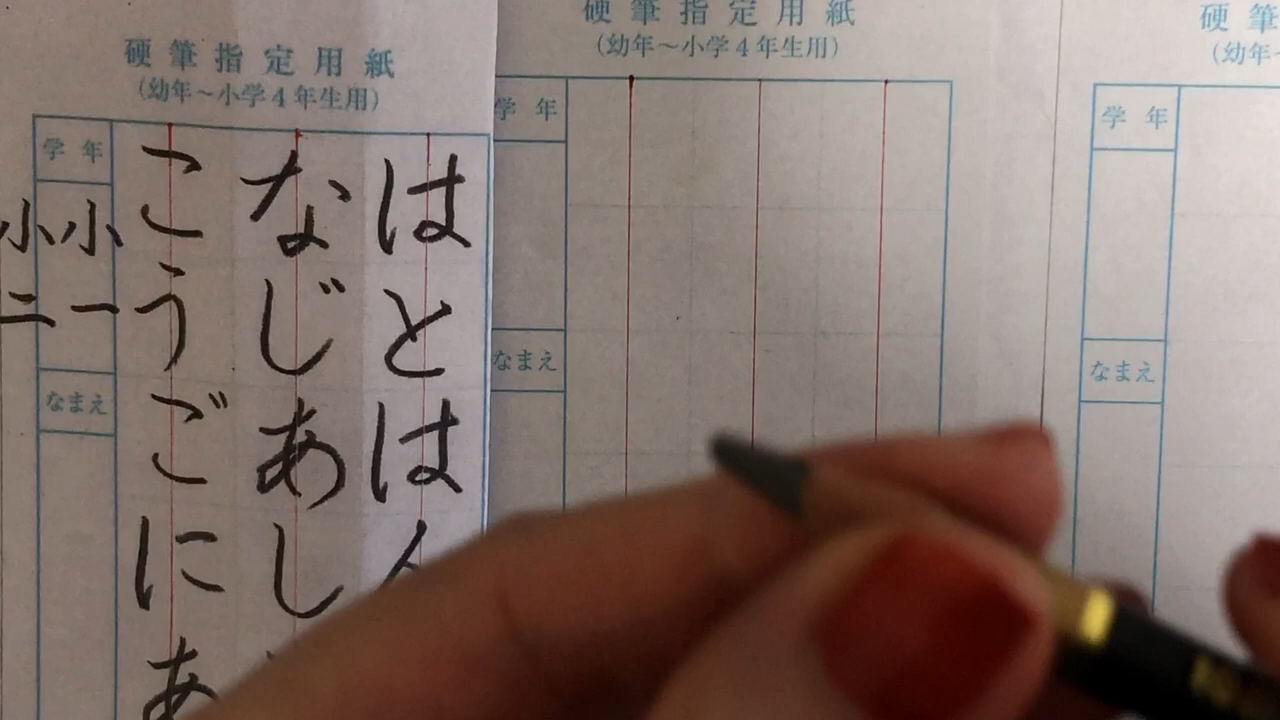 硬筆指定用紙
(幼年～小学4年生用)
はとは
なじあし
こうごにあ
学年
小一
小二
なまえ
硬筆指定用紙
(幼年～小学4年生用)
学年
なまえ
硬筆
(幼年
学年
なまえ